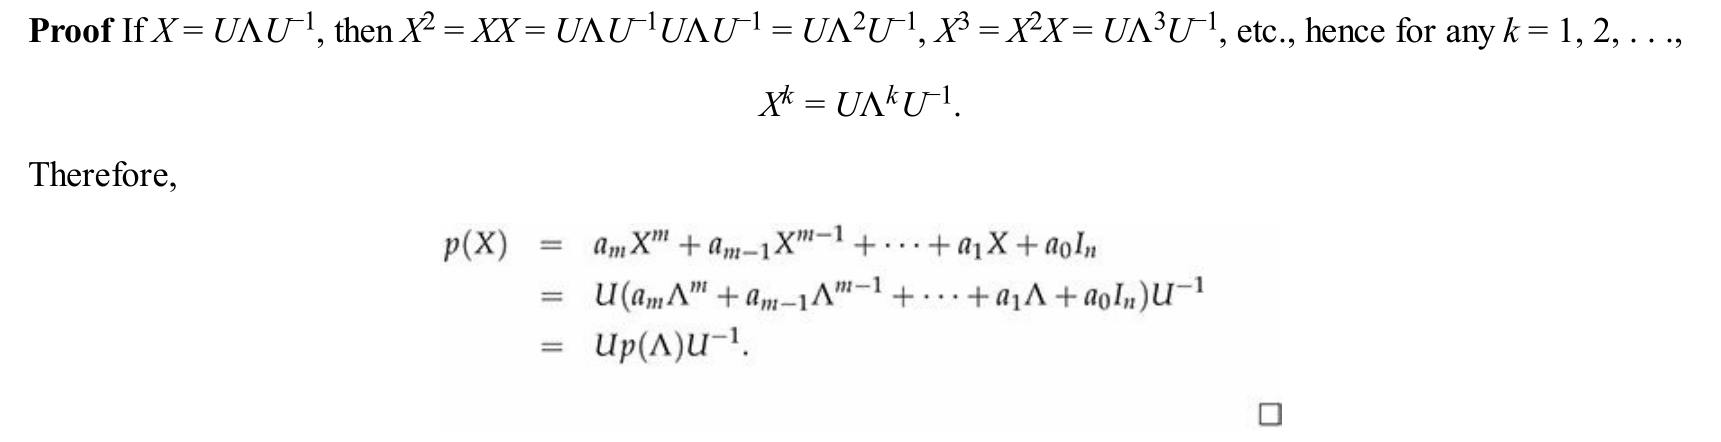 Proof If X = UΛU⁻¹, then X² = XX = UΛU⁻¹UΛU⁻¹ = UΛ²U⁻¹, X³ = X²X = UΛ³U⁻¹, etc., hence for any k = 1, 2, . . .,
Xᵏ = UΛᵏU⁻¹.
Therefore,
p(X) = aₘXᵐ + aₘ₋₁Xᵐ⁻¹ + ⋯ + a₁X + a₀Iₙ
= U(aₘΛᵐ + aₘ₋₁Λᵐ⁻¹ + ⋯ + a₁Λ + a₀Iₙ)U⁻¹
= Up(Λ)U⁻¹.
□